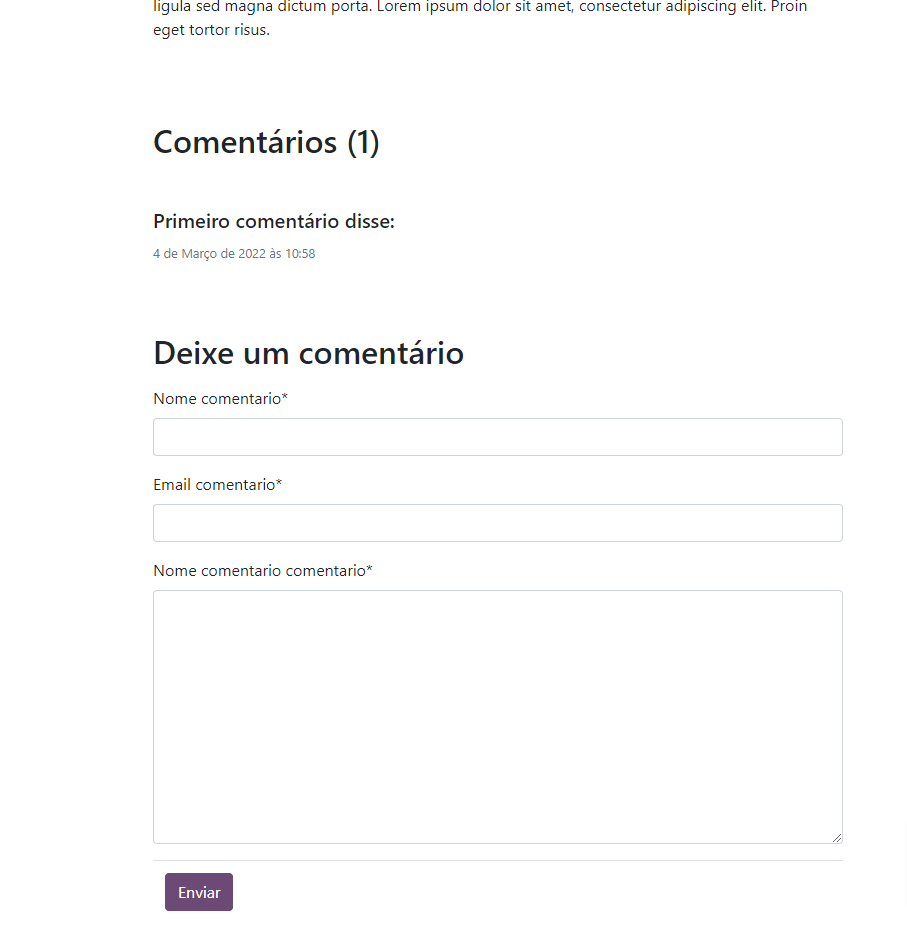 ligula sed magna dictum porta. Lorem ipsum dolor sit amet, consectetur adipiscing elit. Proin
eget tortor risus.
Comentários (1)
Primeiro comentário disse:
4 de Março de 2022 às 10:58
Deixe um comentário
Nome comentario*
Email comentario*
Nome comentario comentario*
Enviar